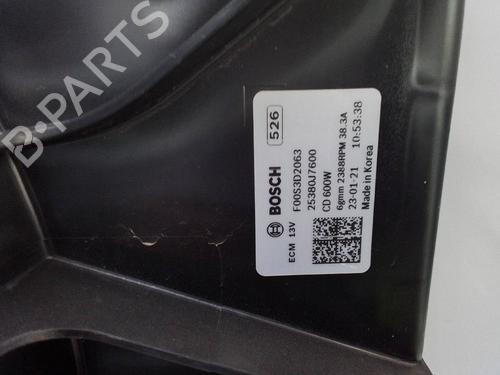 B-PARTS
526
BOSCH
ECM 13V
F00S3D2063
25380J7600
CD 600W
6gmm 2388RPM 38.3A
23-01-21 10:53:38
Made in Korea